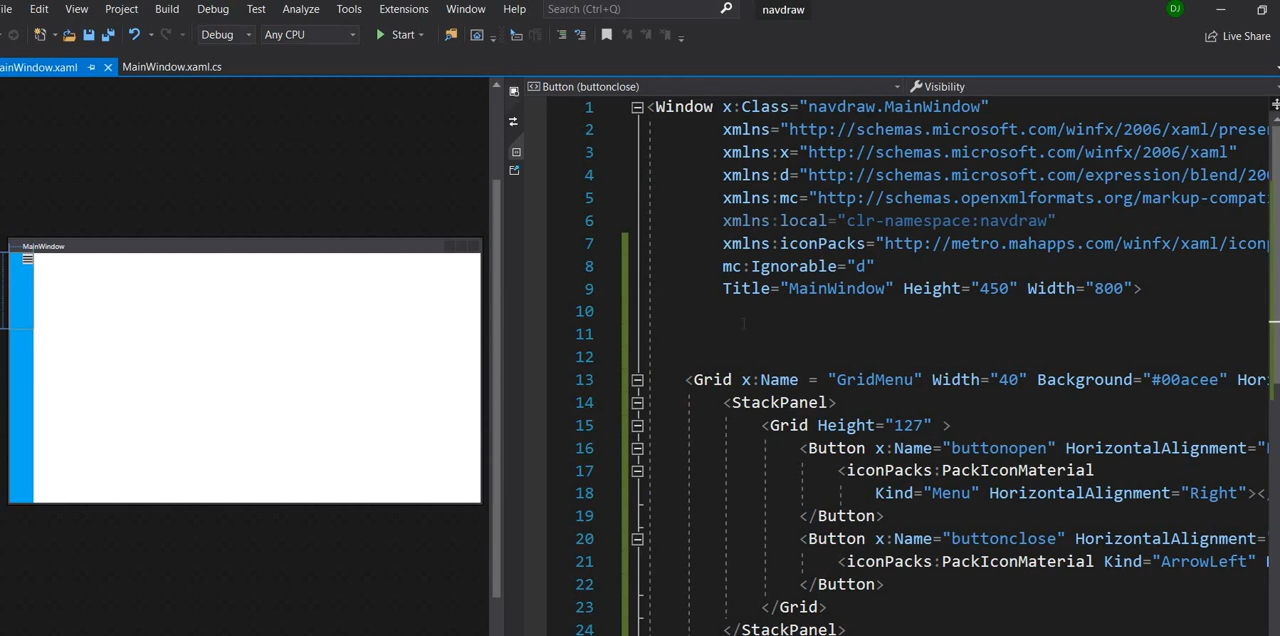 ile Edit View Project Build Debug Test Analyze Tools Extensions Window Help Search (Ctrl+Q) navdraw DJ
Debug Any CPU Start Live Share
ainWindow.xaml MainWindow.xaml.cs
Button (buttonclose) Visibility
MainWindow
1 <Window x:Class="navdraw.MainWindow"
2 xmlns="http://schemas.microsoft.com/winfx/2006/xaml/prese
3 xmlns:x="http://schemas.microsoft.com/winfx/2006/xaml"
4 xmlns:d="http://schemas.microsoft.com/expression/blend/200
5 xmlns:mc="http://schemas.openxmlformats.org/markup-compati
6 xmlns:local="clr-namespace:navdraw"
7 xmlns:iconPacks="http://metro.mahapps.com/winfx/xaml/iconp
8 mc:Ignorable="d"
9 Title="MainWindow" Height="450" Width="800">
10
11
12
13 <Grid x:Name = "GridMenu" Width="40" Background="#00acee" Hor
14 <StackPanel>
15 <Grid Height="127" >
16 <Button x:Name="buttonopen" HorizontalAlignment="
17 <iconPacks:PackIconMaterial
18 Kind="Menu" HorizontalAlignment="Right"></
19 </Button>
20 <Button x:Name="buttonclose" HorizontalAlignment=
21 <iconPacks:PackIconMaterial Kind="ArrowLeft"
22 </Button>
23 </Grid>
24 </StackPanel>